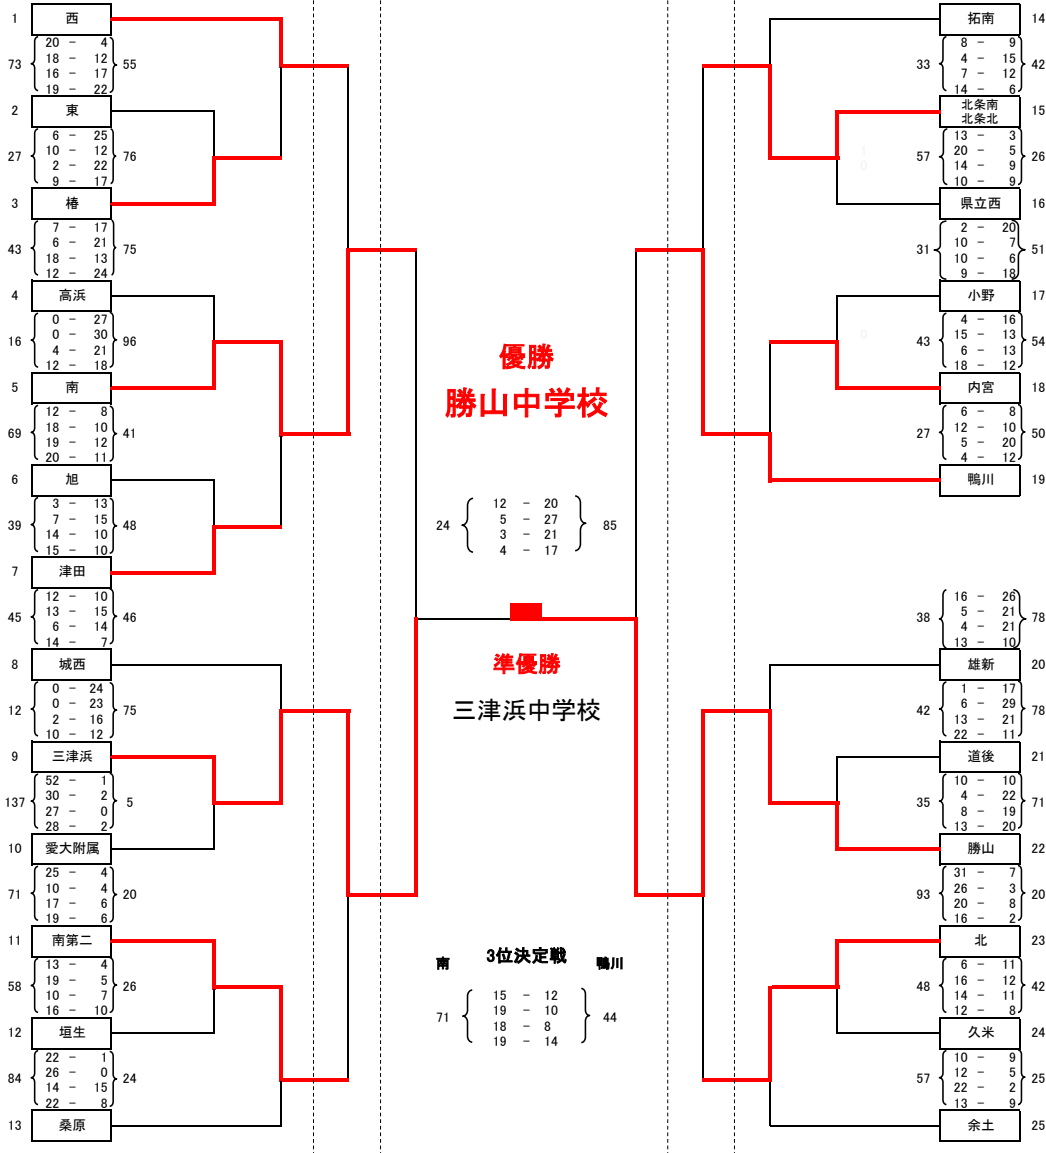 1 西
73 20 - 4 55
18 - 12
16 - 17
19 - 22
2 東
27 6 - 25 76
10 - 12
2 - 22
9 - 17
3 椿
43 7 - 17 75
6 - 21
18 - 13
12 - 24
4 高浜
16 0 - 27 96
0 - 30
4 - 21
12 - 18
5 南
69 12 - 8 41
18 - 10
19 - 12
20 - 11
6 旭
39 3 - 13 48
7 - 15
14 - 10
15 - 10
7 津田
45 12 - 10 46
13 - 15
6 - 14
14 - 7
8 城西
12 0 - 24 75
0 - 23
2 - 16
10 - 12
9 三津浜
137 52 - 1 5
30 - 2
27 - 0
28 - 2
10 愛大附属
71 25 - 4 20
10 - 4
17 - 6
19 - 6
11 南第二
58 13 - 4 26
19 - 5
10 - 7
16 - 10
12 垣生
84 22 - 1 24
26 - 0
14 - 15
22 - 8
13 桑原
優勝
勝山中学校
24 12 - 20 85
5 - 27
3 - 21
4 - 17
準優勝
三津浜中学校
南 3位決定戦 鴨川
71 15 - 12 44
19 - 10
18 - 8
19 - 14
拓南 14
33 8 - 9 42
4 - 15
7 - 12
14 - 6
北条南
北条北 15
57 13 - 3 26
20 - 5
14 - 9
10 - 9
1
0
県立西 16
31 2 - 20 51
10 - 7
10 - 6
9 - 18
小野 17
43 4 - 16 54
15 - 13
6 - 13
18 - 12
0
内宮 18
27 6 - 8 50
12 - 10
5 - 20
4 - 12
鴨川 19
38 16 - 26 78
5 - 21
4 - 21
13 - 10
雄新 20
42 1 - 17 78
6 - 29
13 - 21
22 - 11
道後 21
35 10 - 10 71
4 - 22
8 - 19
13 - 20
勝山 22
93 31 - 7 20
26 - 3
20 - 8
16 - 2
北 23
48 6 - 11 42
16 - 12
14 - 11
12 - 8
久米 24
57 10 - 9 25
12 - 5
22 - 2
13 - 9
余土 25